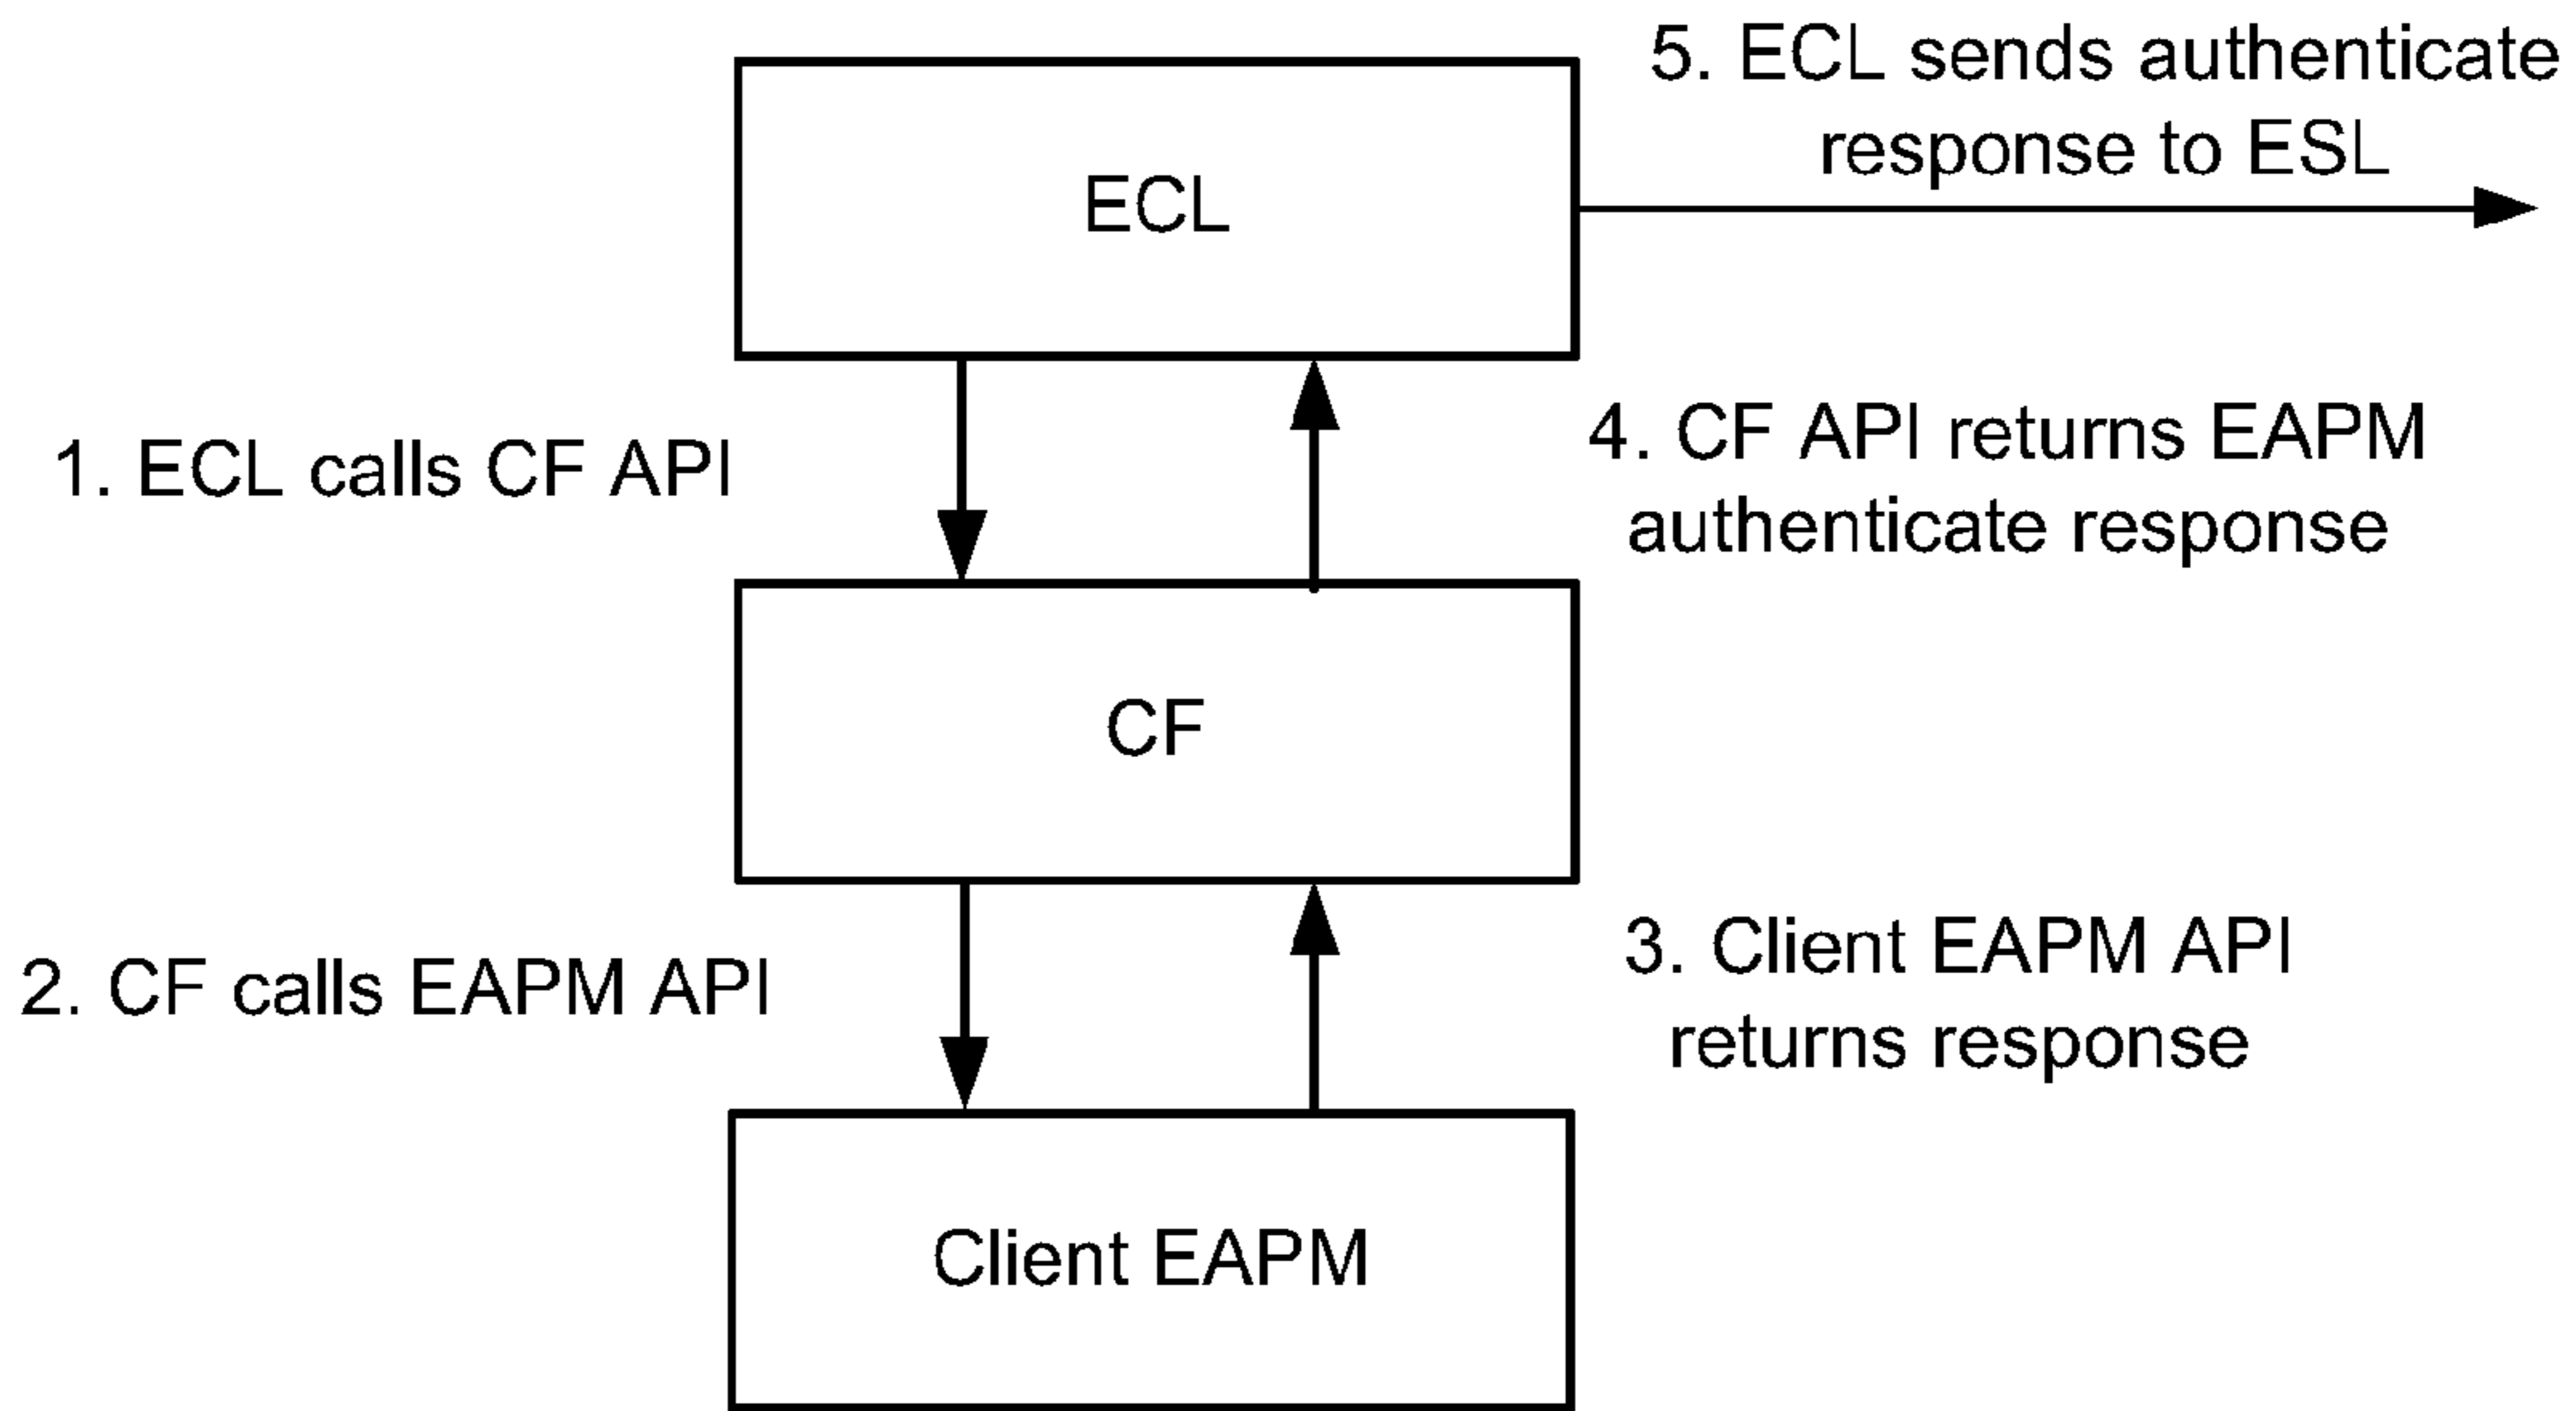 5. ECL sends authenticate
response to ESL
ECL
1. ECL calls CF API
4. CF API returns EAPM
authenticate response
CF
2. CF calls EAPM API
3. Client EAPM API
returns response
Client EAPM